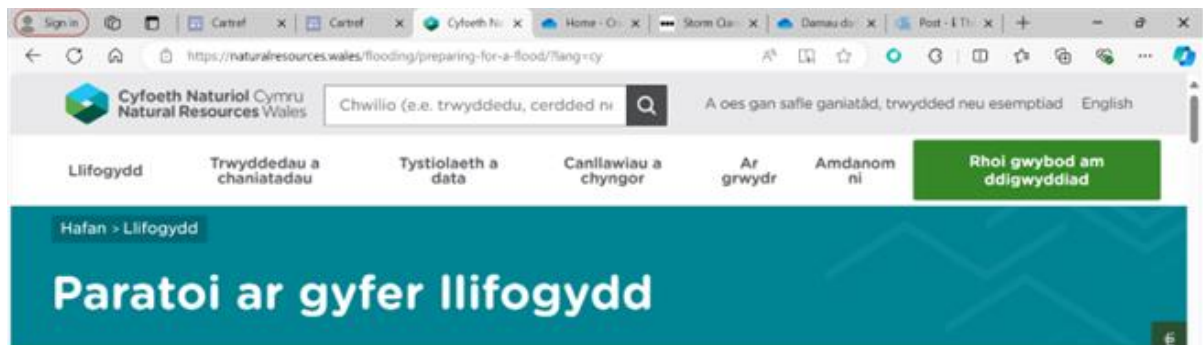 Sign in
Cartref
Cartref
Cyfoeth Na
Home - O
Storm Da
Damau do
Post - L Th
https://naturalresources.wales/flooding/preparing-for-a-flood/?lang=cy
Cyfoeth Naturiol Cymru
Natural Resources Wales
Chwilio (e.e. trwyddedu, cerdded ne
A oes gan safle ganiatâd, trwydded neu esemptiad
English
Llifogydd
Trwyddedau a
chaniatadau
Tystiolaeth a
data
Canllawiau a
chyngor
Ar
grwydr
Amdanom
ni
Rhoi gwybod am
ddigwyddiad
Hafan > Llifogydd
Paratoi ar gyfer llifogydd